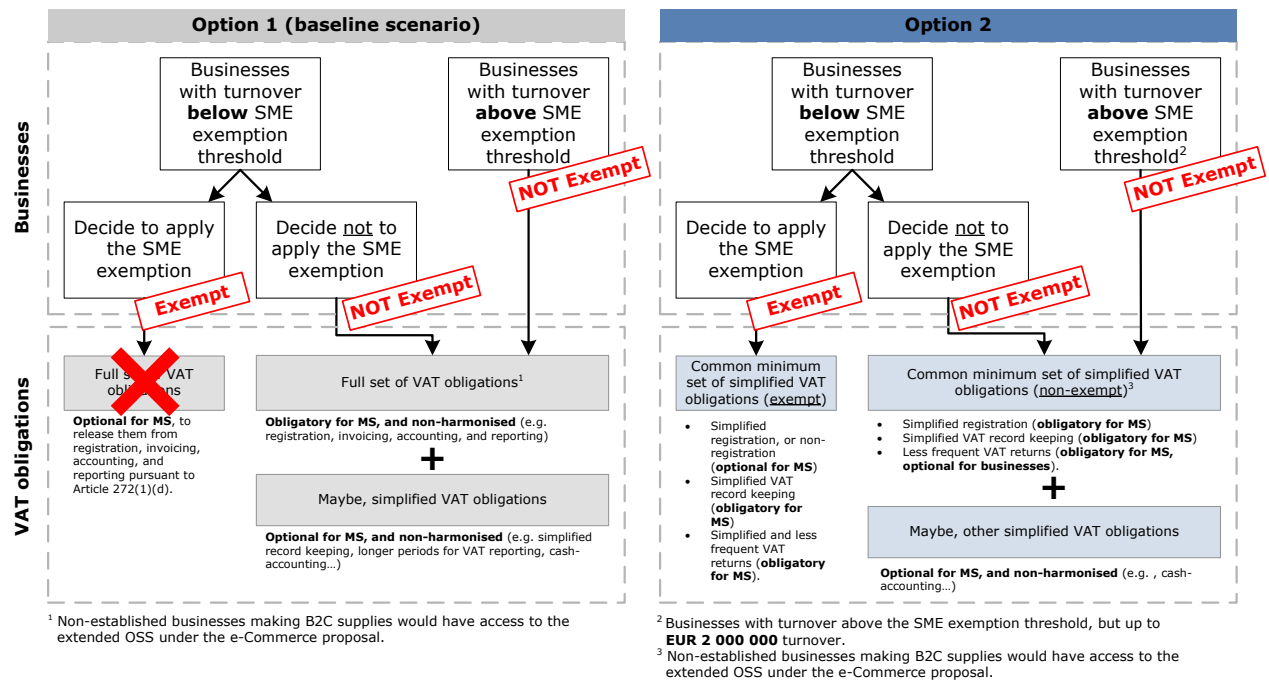 Option 1 (baseline scenario)
Businesses
Businesses
with turnover
below SME
exemption
threshold
Businesses
with turnover
above SME
exemption
threshold
NOT Exempt
Decide to apply
the SME
exemption
Decide not to
apply the SME
exemption
Exempt
NOT Exempt
VAT obligations
Full set of VAT
obligations
Optional for MS, to
release them from
registration, invoicing,
accounting, and
reporting pursuant to
Article 272(1)(d).
Full set of VAT obligations1
Obligatory for MS, and non-harmonised (e.g.
registration, invoicing, accounting, and reporting)
+
Maybe, simplified VAT obligations
Optional for MS, and non-harmonised (e.g. simplified
record keeping, longer periods for VAT reporting, cash-
accounting…)
1 Non-established businesses making B2C supplies would have access to the
extended OSS under the e-Commerce proposal.
Option 2
Businesses
with turnover
below SME
exemption
threshold
Businesses
with turnover
above SME
exemption
threshold2
NOT Exempt
Decide to apply
the SME
exemption
Decide not to
apply the SME
exemption
Exempt
NOT Exempt
Common minimum
set of simplified VAT
obligations (exempt)
• Simplified
registration, or non-
registration
(optional for MS)
• Simplified VAT
record keeping
(obligatory for
MS)
• Simplified and less
frequent VAT
returns (obligatory
for MS).
Common minimum set of simplified VAT
obligations (non-exempt)3
• Simplified registration (obligatory for MS)
• Simplified VAT record keeping (obligatory for MS)
• Less frequent VAT returns (obligatory for MS,
optional for businesses).
+
Maybe, other simplified VAT obligations
Optional for MS, and non-harmonised (e.g. , cash-
accounting…)
2 Businesses with turnover above the SME exemption threshold, but up to
EUR 2 000 000 turnover.
3 Non-established businesses making B2C supplies would have access to the
extended OSS under the e-Commerce proposal.